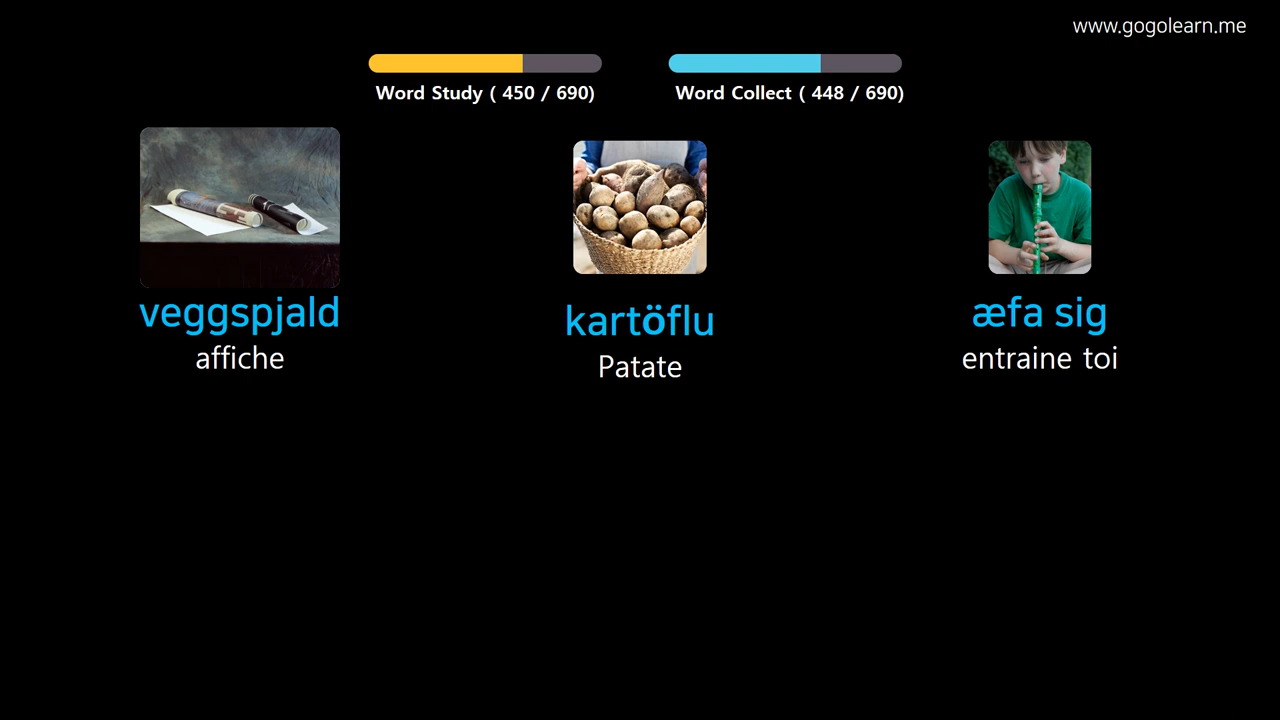 www.gogolearn.me
Word Study ( 450 / 690)
Word Collect ( 448 / 690)
veggspjald
affiche
kartöflu
Patate
æfa sig
entraine toi